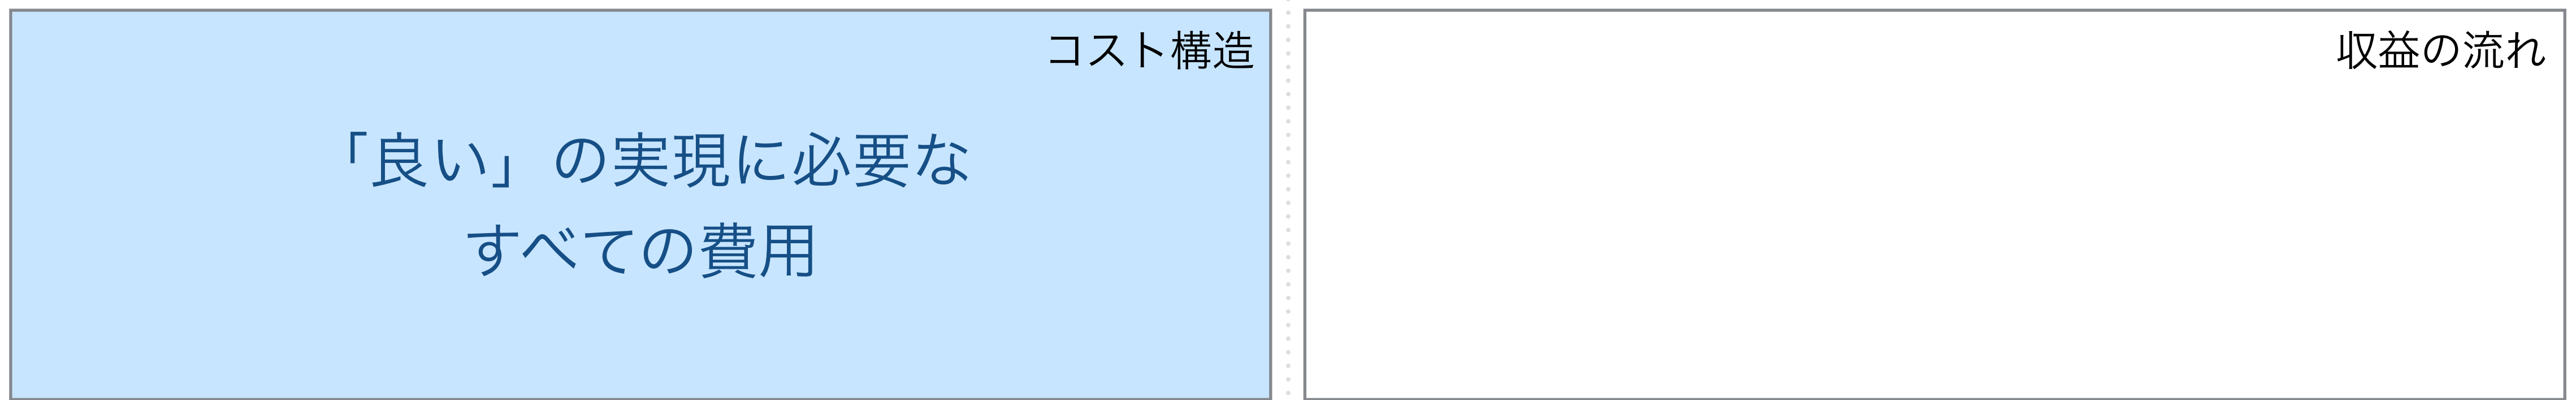 コスト構造
「良い」の実現に必要な
すべての費用
収益の流れ